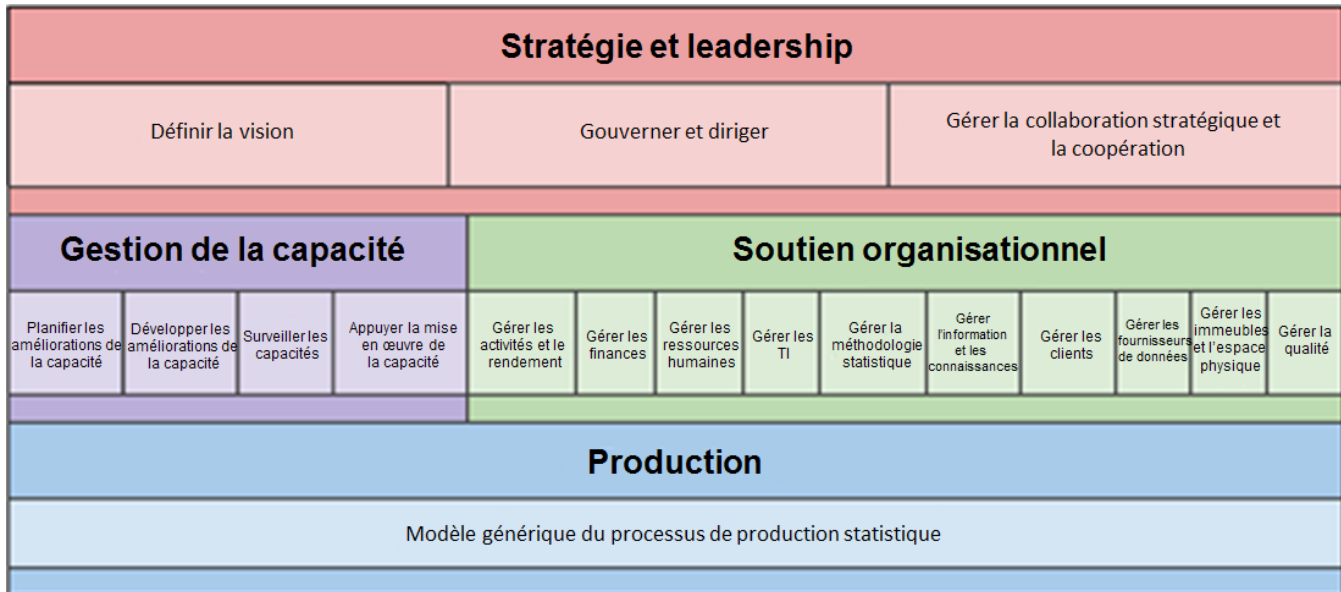 Stratégie et leadership
Définir la vision
Gouverner et diriger
Gérer la collaboration stratégique et
la coopération
Gestion de la capacité
Soutien organisationnel
Planifier les
améliorations de
la capacité
Développer les
améliorations de
la capacité
Surveiller les
capacités
Appuyer la mise
en œuvre de
la capacité
Gérer les
activités et le
rendement
Gérer les
finances
Gérer les
ressources
humaines
Gérer les
TI
Gérer la
méthodologie
statistique
Gérer
l'information
et les
connaissances
Gérer les
clients
Gérer les
fournisseurs
de données
Gérer les
immeubles
et l'espace
physique
Gérer la
qualité
Production
Modèle générique du processus de production statistique